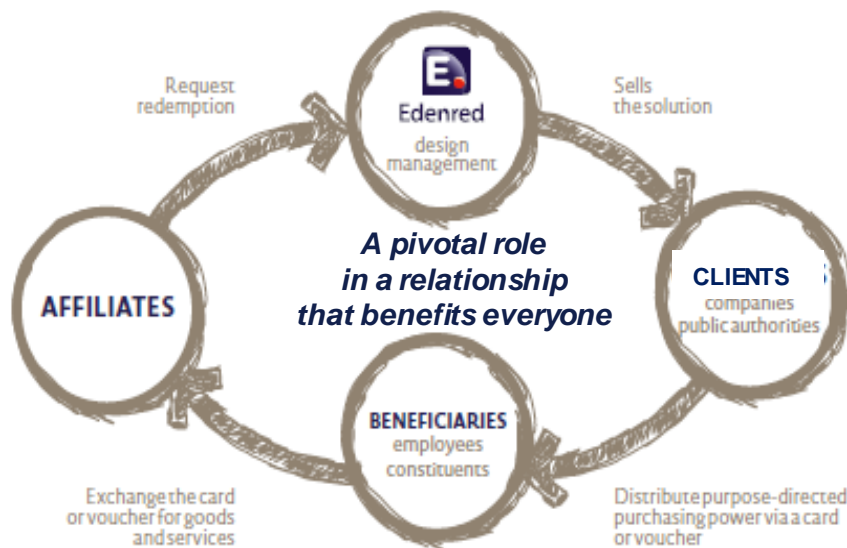 Request
redemption
E.
Edenred
design
management
Sells
the solution
A pivotal role
in a relationship
that benefits everyone
AFFILIATES
CLIENTS
companies
public authorities
BENEFICIARIES
employees
constituents
Exchange the card
or voucher for goods
and services
Distribute purpose-directed
purchasing power via a card
or voucher